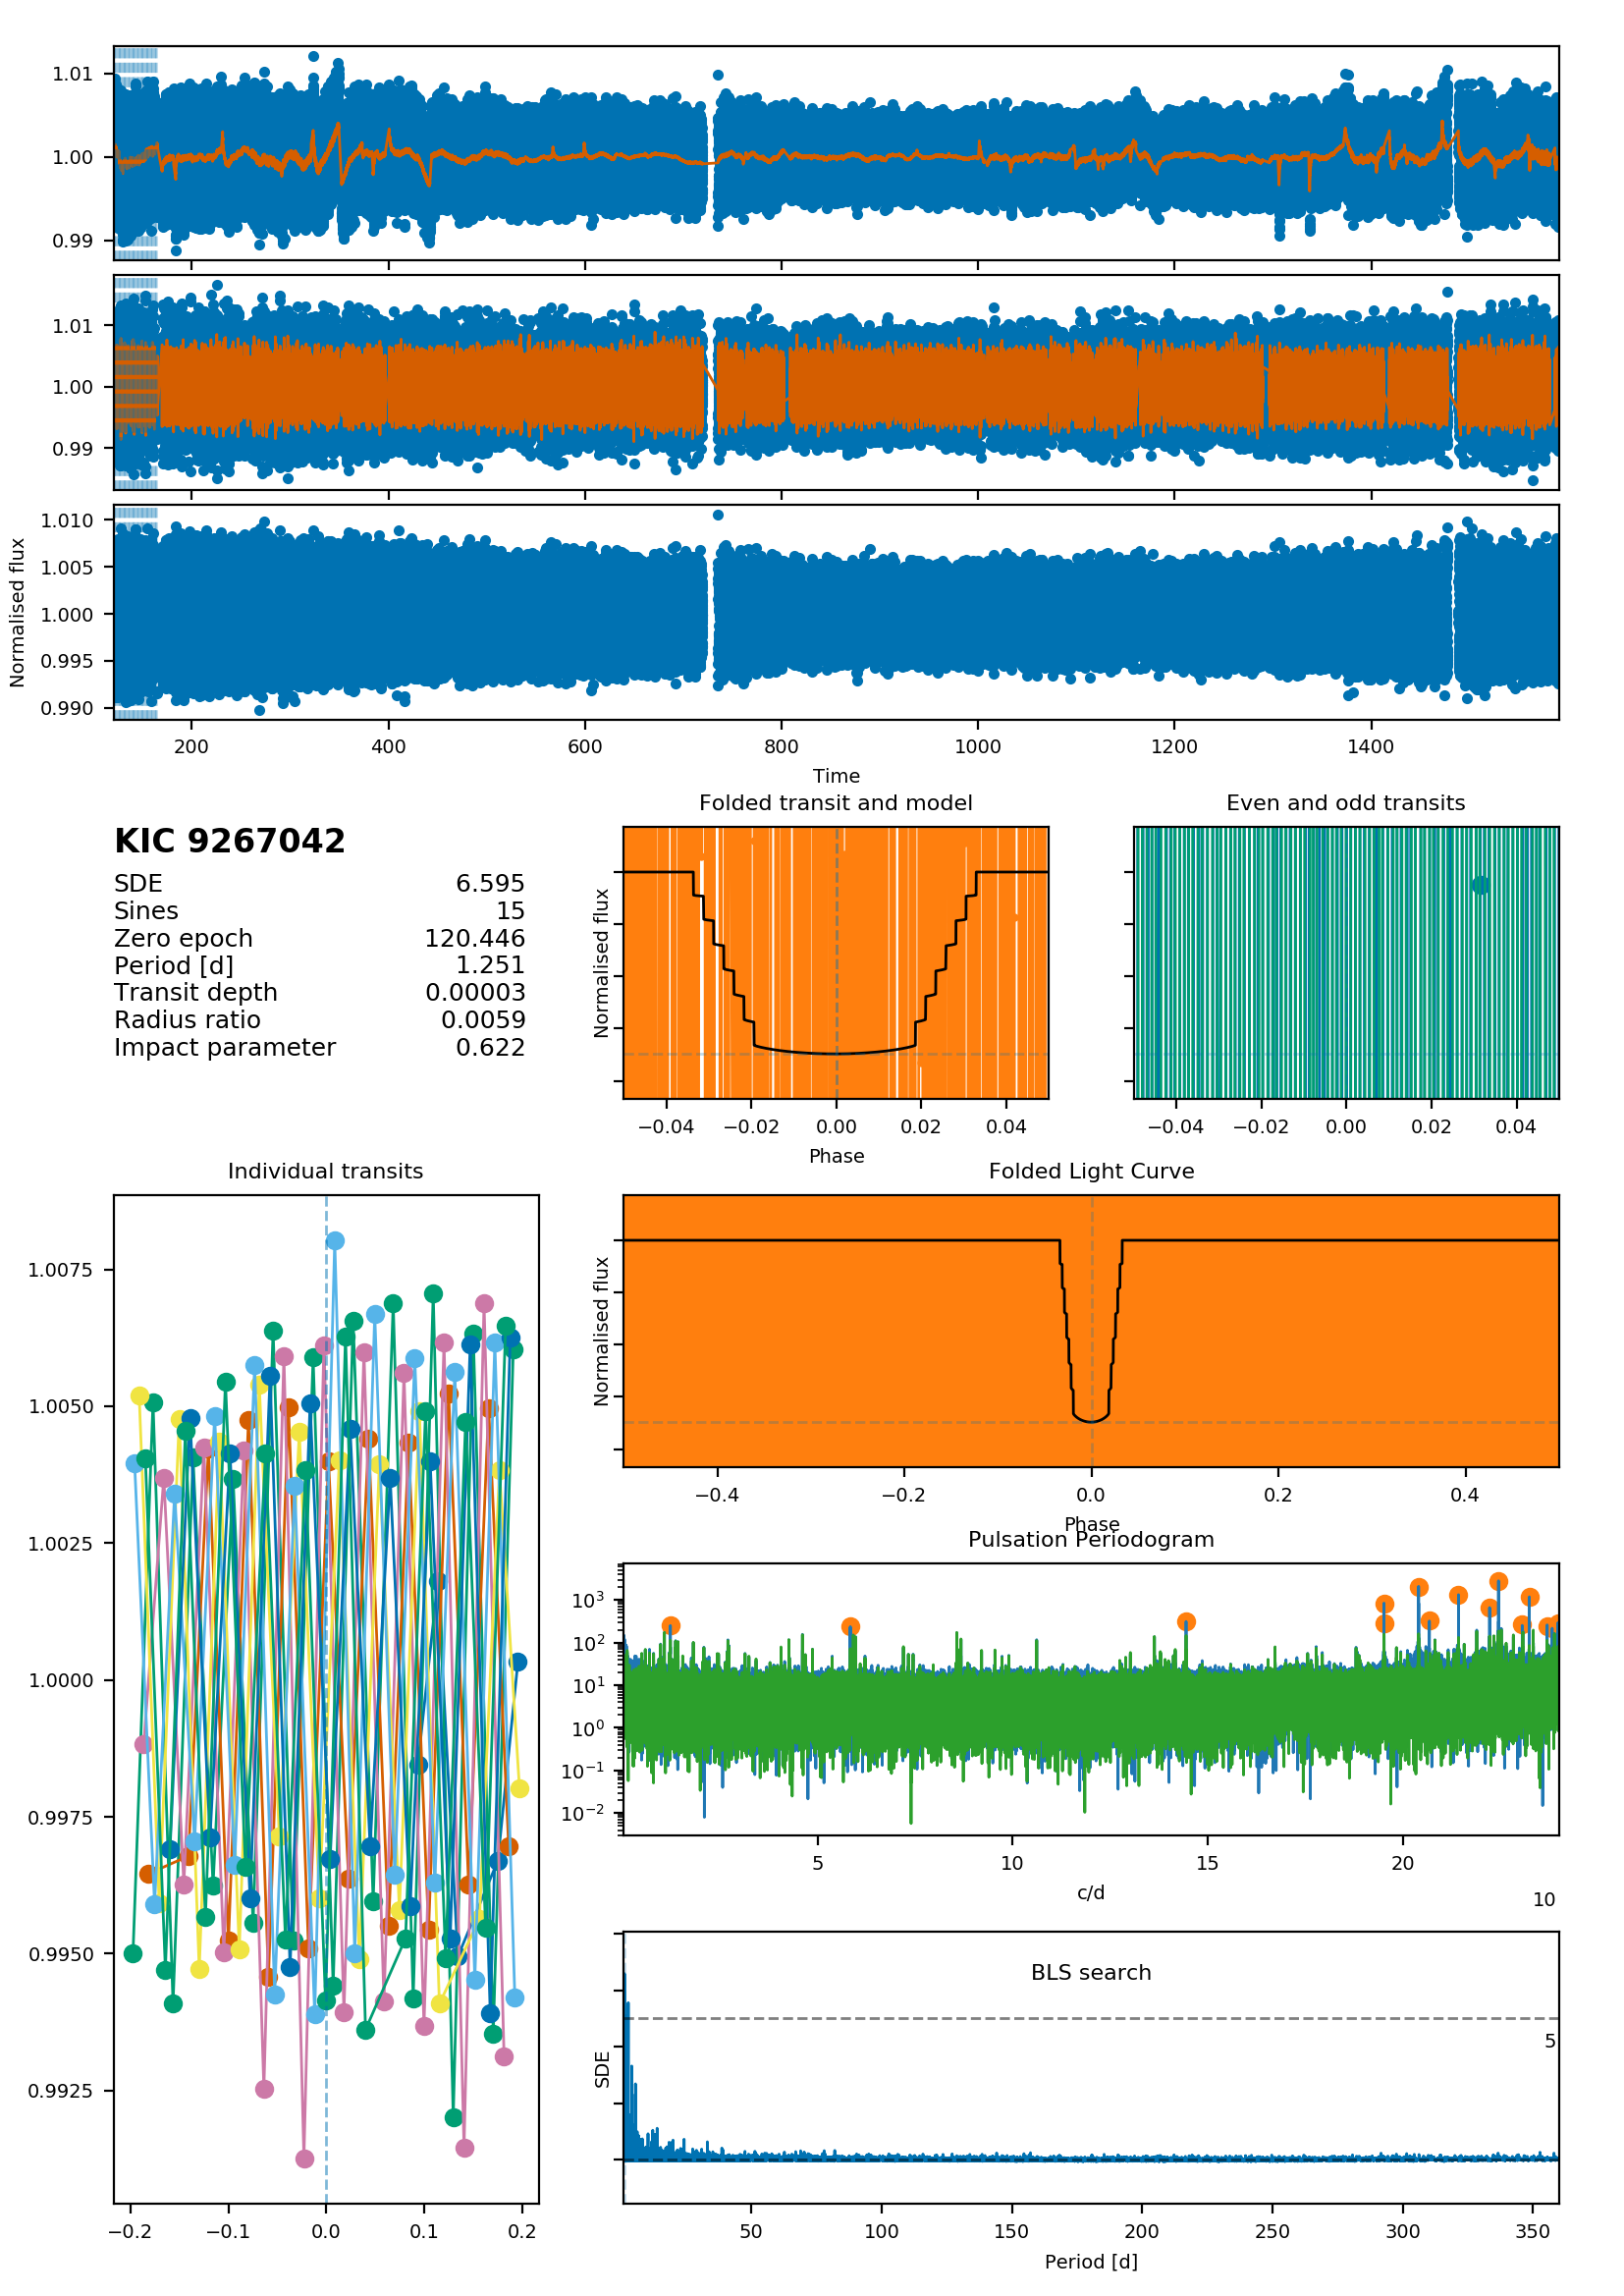 1.01
1.00
0.99
1.01
1.00
0.99
1.010
1.005
1.000
0.995
0.990
Normalised flux
200 400 600 800 1000 1200 1400
Time
KIC 9267042
SDE 6.595
Sines 15
Zero epoch 120.446
Period [d] 1.251
Transit depth 0.00003
Radius ratio 0.0059
Impact parameter 0.622
Folded transit and model
Normalised flux
−0.04 −0.02 0.00 0.02 0.04
Phase
Even and odd transits
−0.04 −0.02 0.00 0.02 0.04
Individual transits
1.0075
1.0050
1.0025
1.0000
0.9975
0.9950
0.9925
−0.2 −0.1 0.0 0.1 0.2
Folded Light Curve
Normalised flux
−0.4 −0.2 0.0 0.2 0.4
Phase
Pulsation Periodogram
10³
10²
10¹
10⁰
10⁻¹
10⁻²
5 10 15 20
c/d
10
BLS search
5
SDE
50 100 150 200 250 300 350
Period [d]